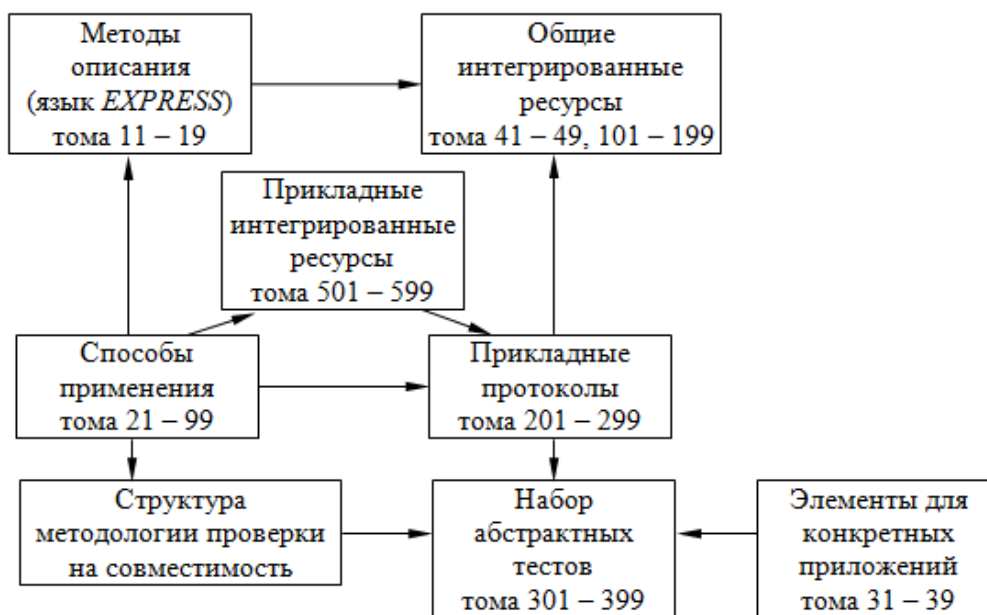 Методы
описания
(язык EXPRESS)
тома 11 – 19
Общие
интегрированные
ресурсы
тома 41 – 49, 101 – 199
Прикладные
интегрированные
ресурсы
тома 501 – 599
Способы
применения
тома 21 – 99
Прикладные
протоколы
тома 201 – 299
Структура
методологии проверки
на совместимость
Набор
абстрактных
тестов
тома 301 – 399
Элементы для
конкретных
приложений
тома 31 – 39